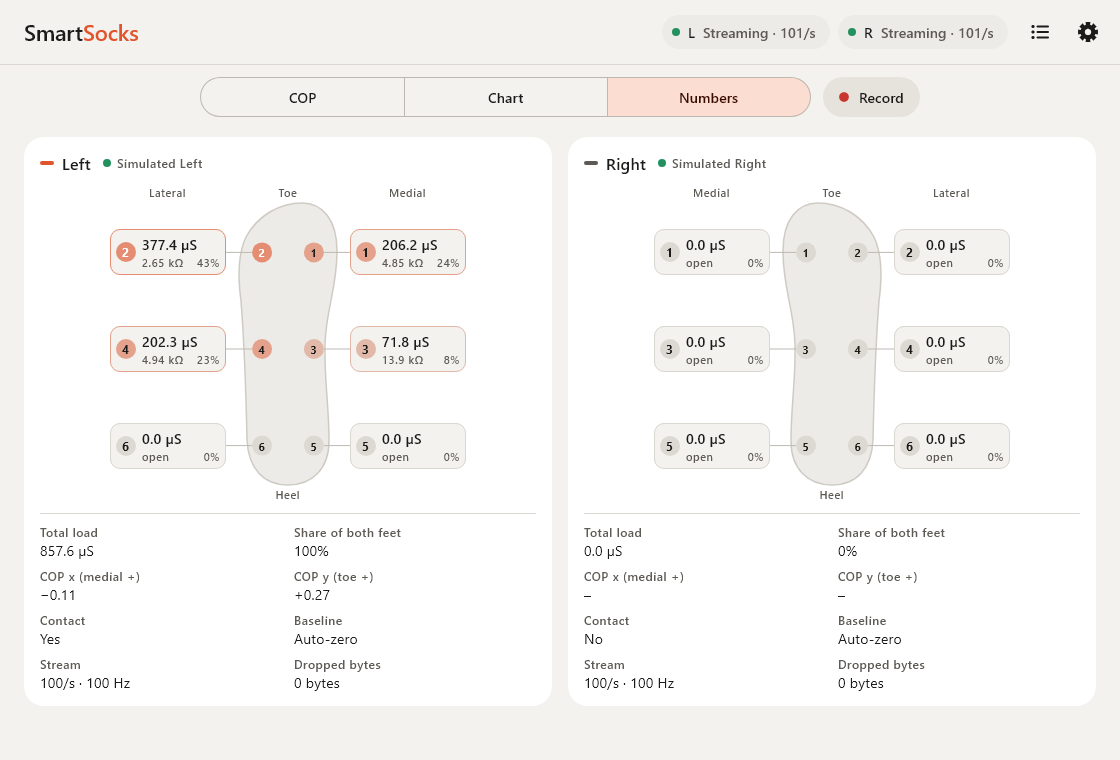 SmartSocks
L Streaming · 101/s
R Streaming · 101/s
COP
Chart
Numbers
Record
Left
Simulated Left
Lateral
Toe
Medial
2 377.4 µS
2.65 kΩ 43%
2
1
1 206.2 µS
4.85 kΩ 24%
4 202.3 µS
4.94 kΩ 23%
4
3
3 71.8 µS
13.9 kΩ 8%
6 0.0 µS
open 0%
6
5
5 0.0 µS
open 0%
Heel
Total load
857.6 µS
Share of both feet
100%
COP x (medial +)
−0.11
COP y (toe +)
+0.27
Contact
Yes
Baseline
Auto-zero
Stream
100/s · 100 Hz
Dropped bytes
0 bytes
Right
Simulated Right
Medial
Toe
Lateral
1 0.0 µS
open 0%
1
2
2 0.0 µS
open 0%
3 0.0 µS
open 0%
3
4
4 0.0 µS
open 0%
5 0.0 µS
open 0%
5
6
6 0.0 µS
open 0%
Heel
Total load
0.0 µS
Share of both feet
0%
COP x (medial +)
–
COP y (toe +)
–
Contact
No
Baseline
Auto-zero
Stream
100/s · 100 Hz
Dropped bytes
0 bytes